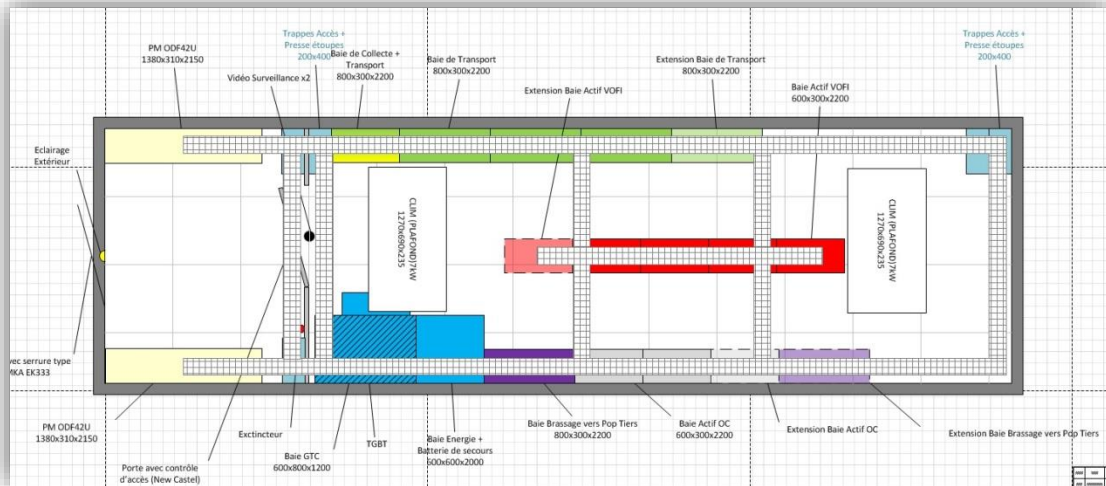 PM ODF42U
1380x310x2150
Trappes Accès +
Presse étoupes
200x400
Vidéo Surveillance x2
Baie de Collecte +
Transport
800x300x2200
Baie de Transport
800x300x2200
Extension Baie Actif VOFI
Extension Baie de Transport
800x300x2200
Baie Actif VOFI
600x300x2200
Trappes Accès +
Presse étoupes
200x400
Eclairage
Extérieur
CLIM (PLAFOND)7kW
1270x690x235
CLIM (PLAFOND)7kW
1270x690x235
vec serrure type
MKA EK333
PM ODF42U
1380x310x2150
Porte avec contrôle
d'accès (New Castel)
Exctincteur
Baie GTC
600x800x1200
TGBT
Baie Energie +
Batterie de secours
600x600x2000
Baie Brassage vers Pop Tiers
800x300x2200
Baie Actif OC
600x300x2200
Extension Baie Actif OC
Extension Baie Brassage vers Pop Tiers